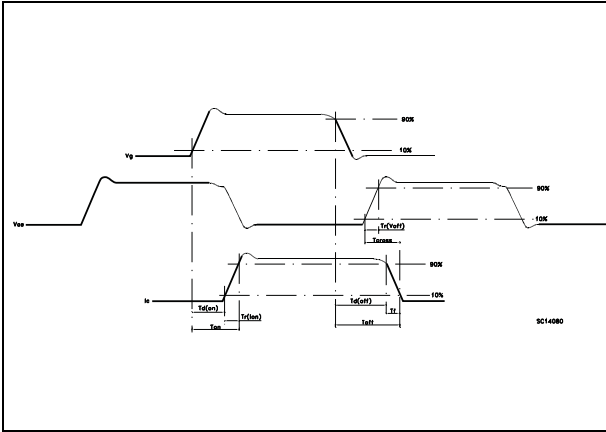 90%
10%
Vg
90%
Vce
10%
Tr(Voff)
Tcross
90%
Ic
10%
Td(on)
Td(off)
Tf
Tr(Ion)
Ton
Toff
SC14080